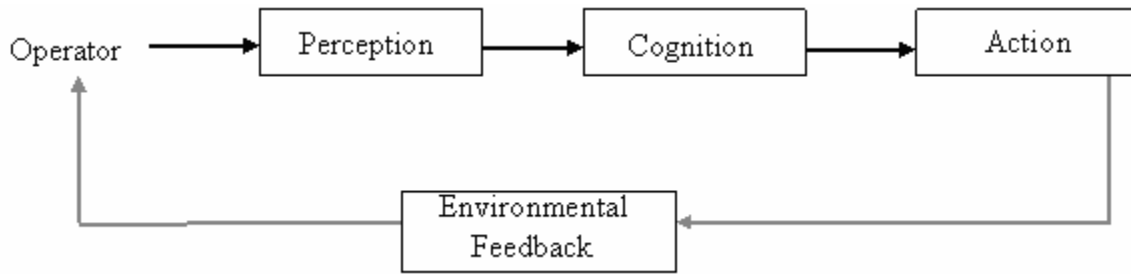 Operator
Perception
Cognition
Action
Environmental
Feedback